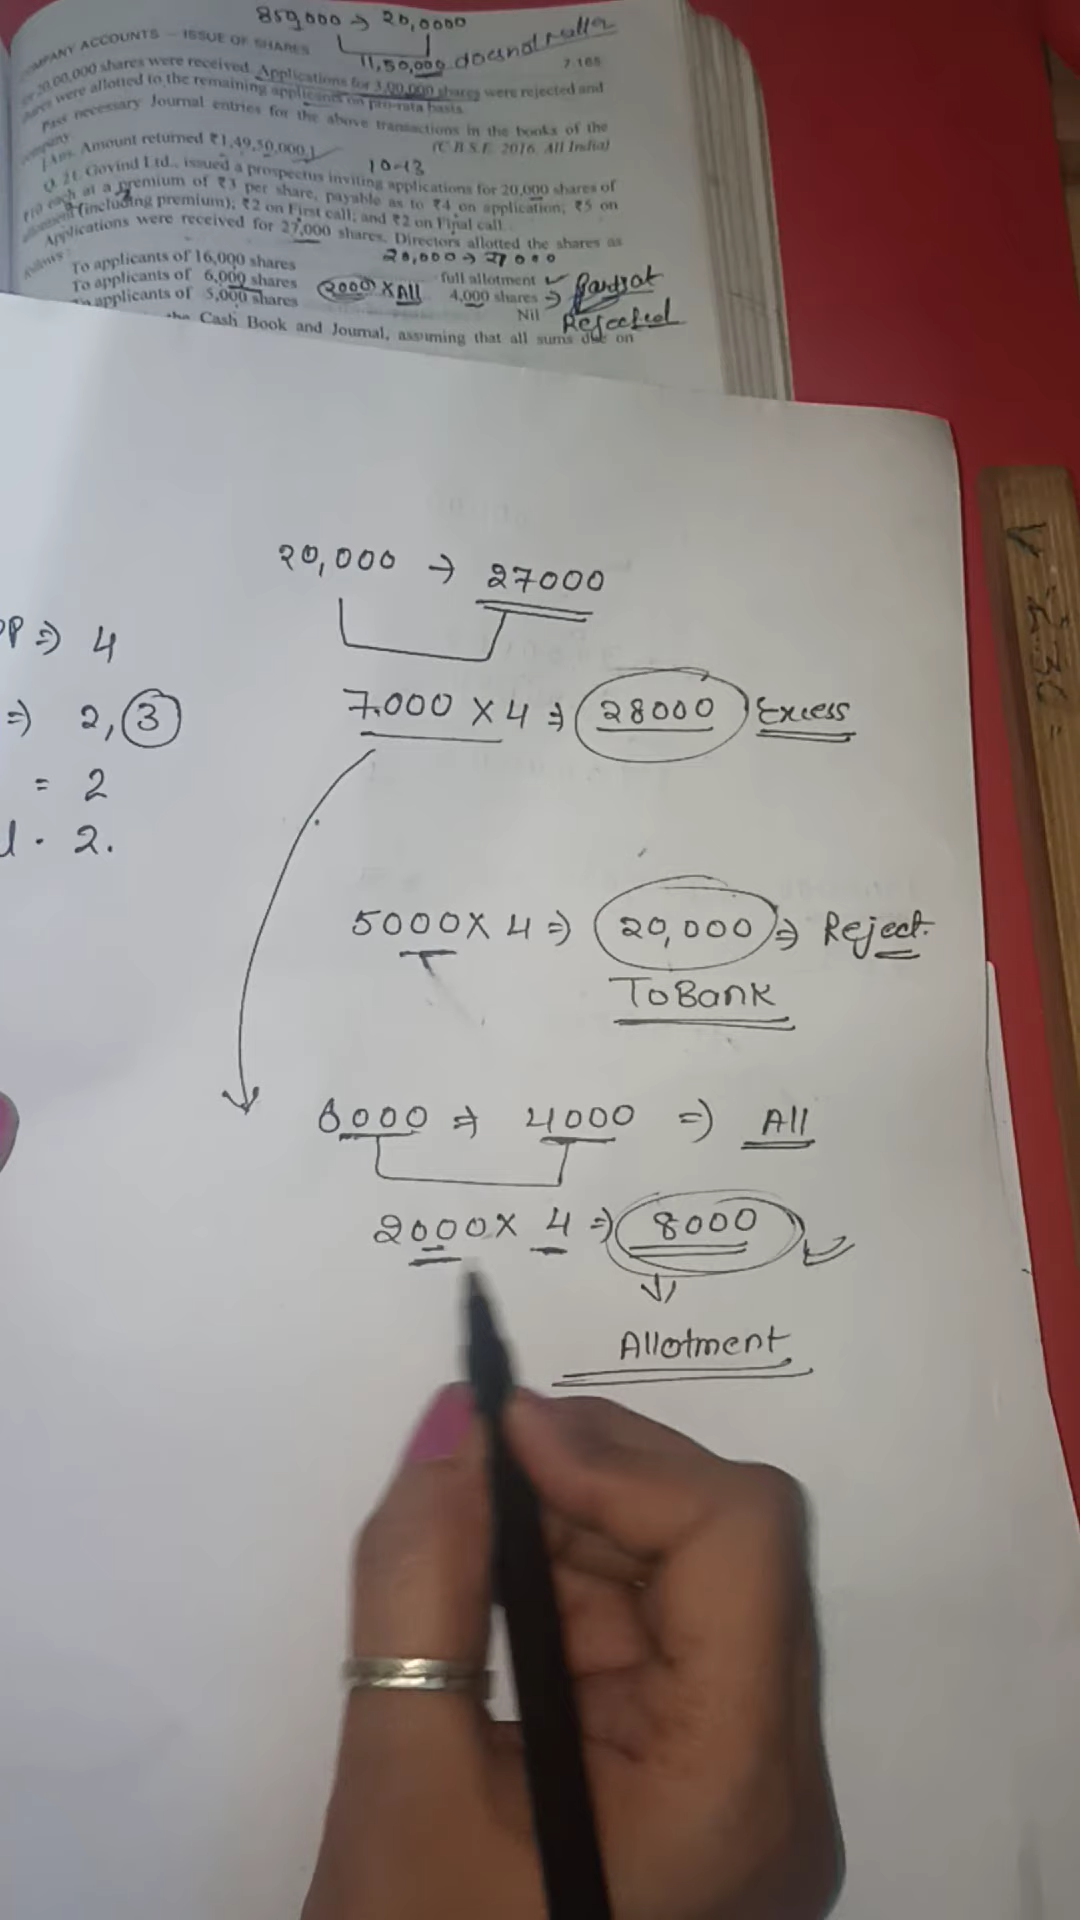 859,000 → 20,0000
11,50,000 does not matter
COMPANY ACCOUNTS – ISSUE OF SHARES
7.165
20,00,000 shares were received. Applications for 3,00,000 shares were rejected and
shares were allotted to the remaining applicants on pro-rata basis.
Pass necessary Journal entries for the above transactions in the books of the
company.
(C.B.S.E. 2016, All India)
[Ans. Amount returned ₹1,49,50,000.]
10-13
Q. 21. Govind Ltd., issued a prospectus inviting applications for 20,000 shares of
₹10 each at a premium of ₹3 per share, payable as to ₹4 on application; ₹5 on
allotment (including premium); ₹2 on First call; and ₹2 on Final call.
Applications were received for 27,000 shares. Directors allotted the shares as
follows:
20,000 → 27000
To applicants of 16,000 shares full allotment
To applicants of 6,000 shares 2000 X All 4,000 shares →
To applicants of 5,000 shares Nil Rejected
the Cash Book and Journal, assuming that all sums due on
20,000 → 27000
⇒ 4
7.000 X 4 ⇒ 28000 Excess
⇒ 2, 3
= 2
2.
5000 X 4 ⇒ 20,000 ⇒ Reject.
To Bank
6000 ⇒ 4000 ⇒ All
2000 X 4 ⇒ 8000
Allotment